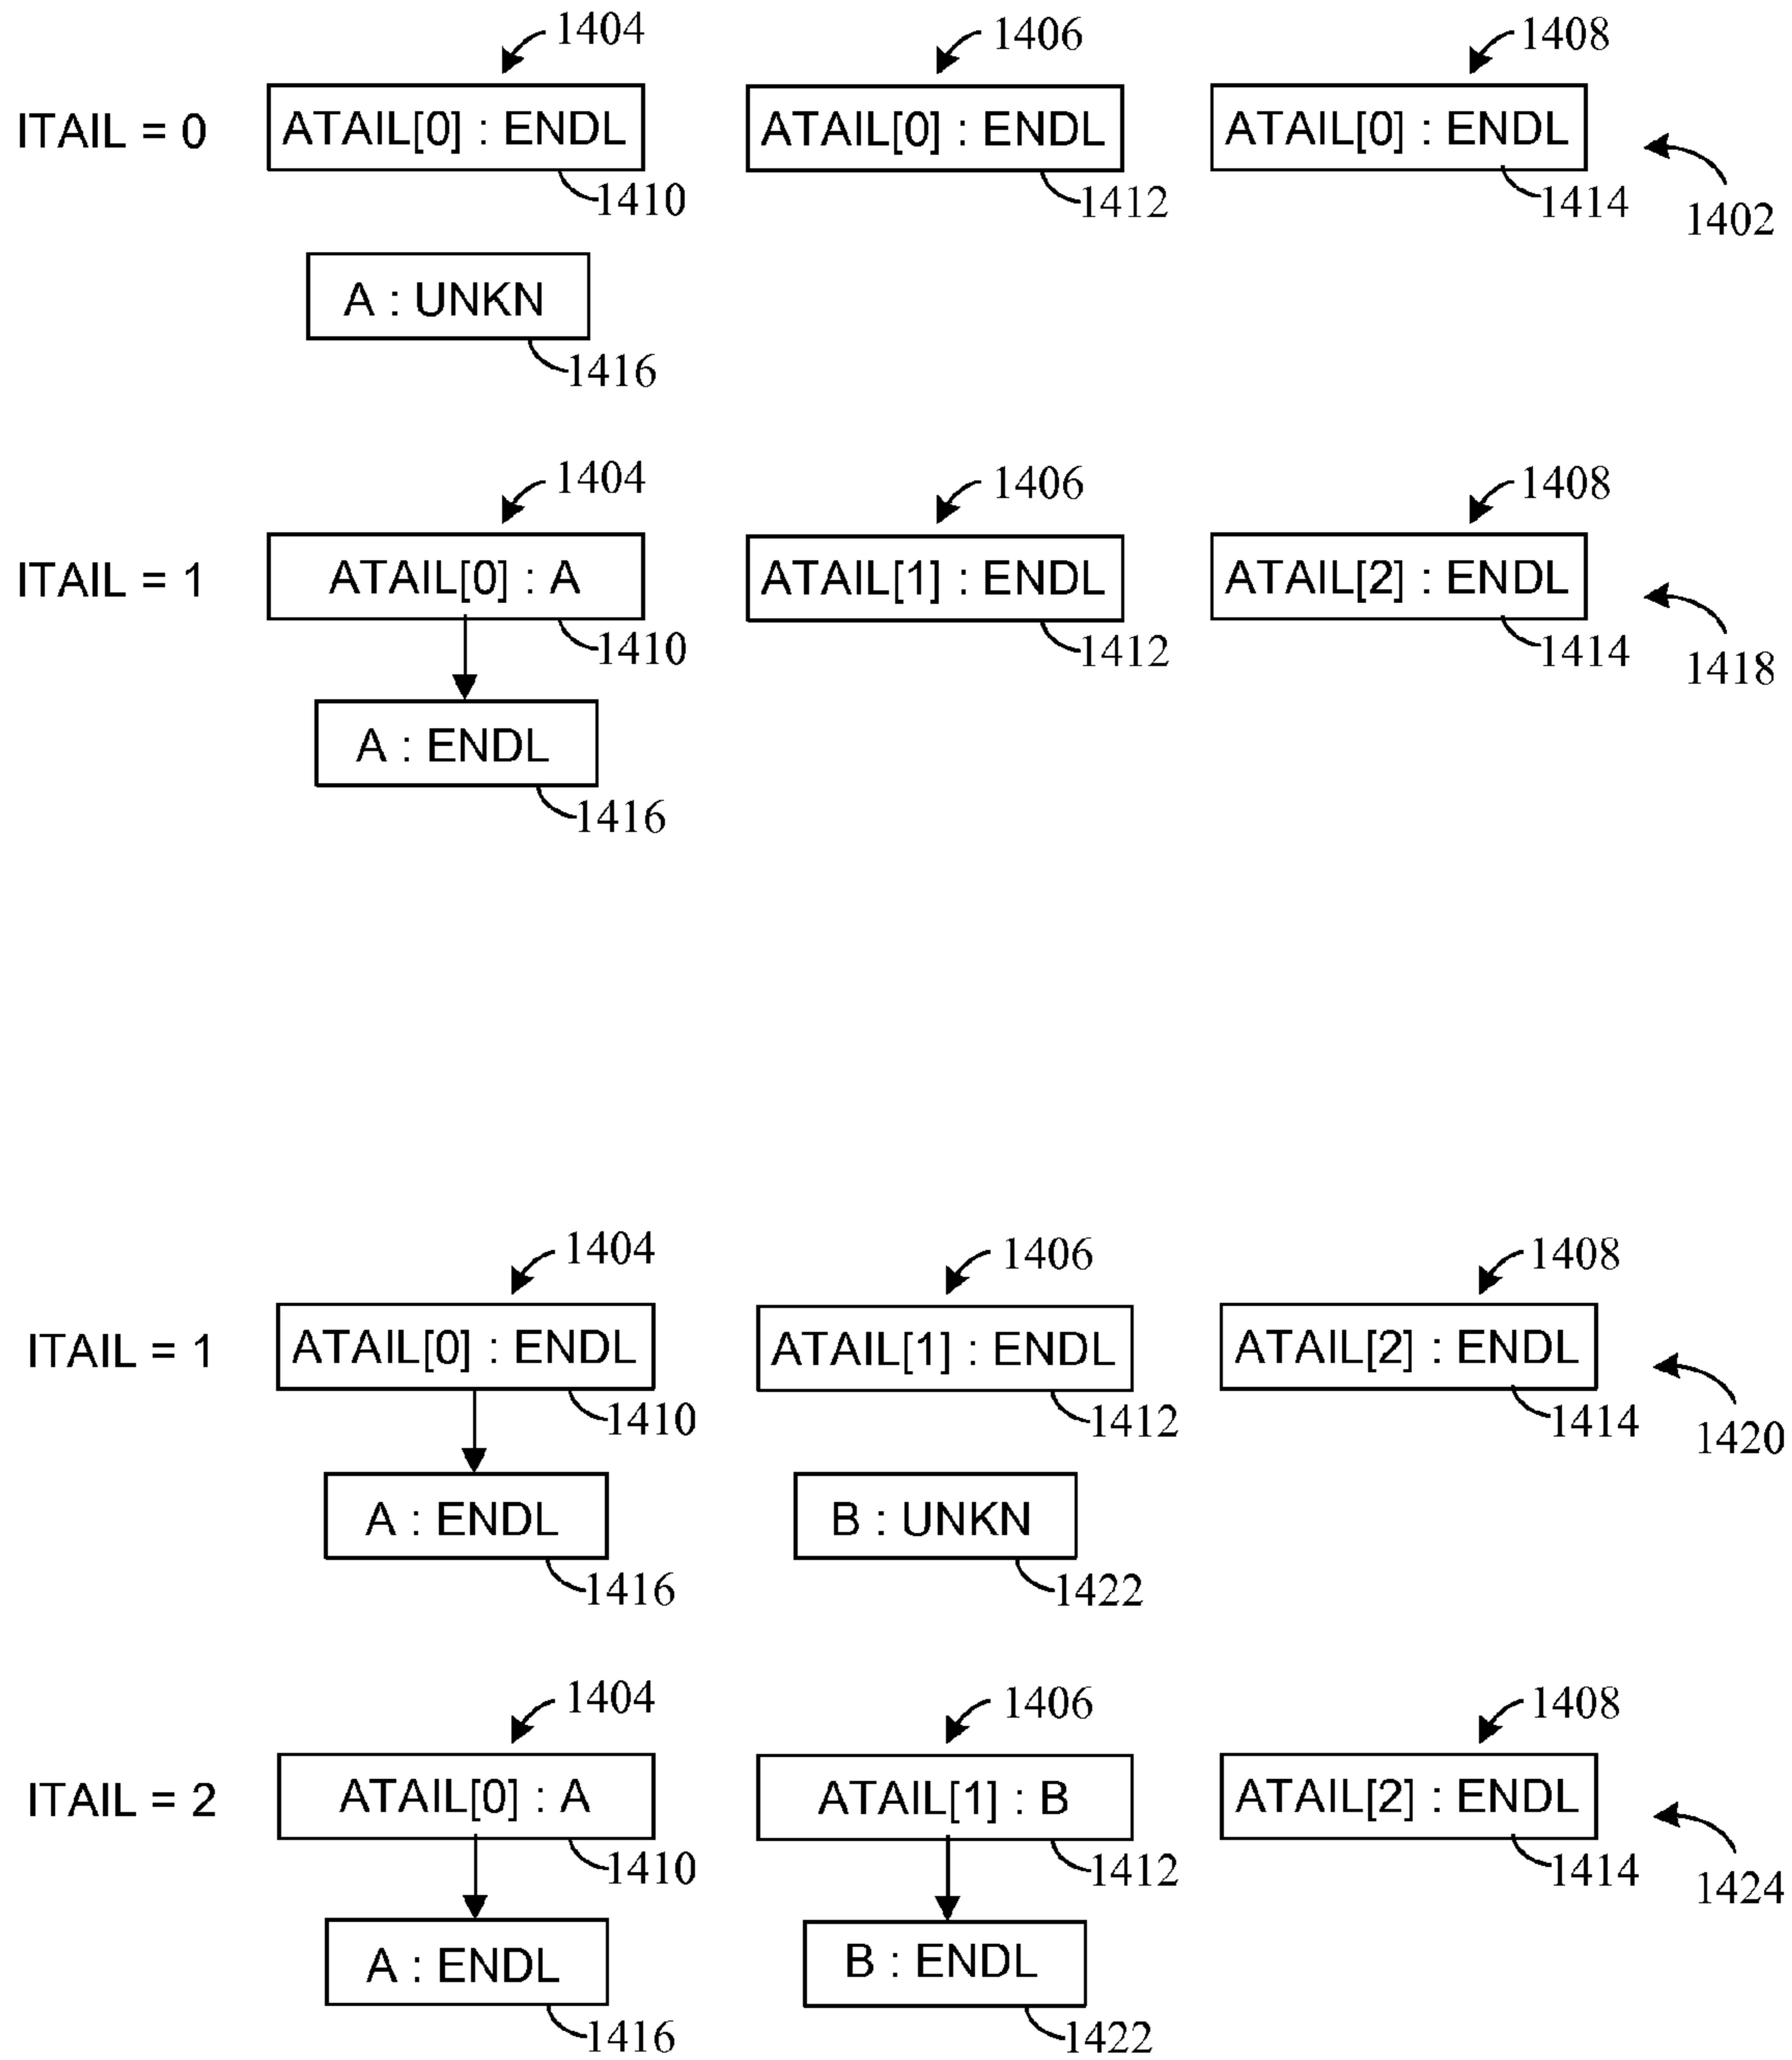 1404
1406
1408
ITAIL = 0
ATAIL[0] : ENDL
ATAIL[0] : ENDL
ATAIL[0] : ENDL
1410
1412
1414
1402
A : UNKN
1416
1404
1406
1408
ITAIL = 1
ATAIL[0] : A
ATAIL[1] : ENDL
ATAIL[2] : ENDL
1410
1412
1414
1418
A : ENDL
1416
1404
1406
1408
ITAIL = 1
ATAIL[0] : ENDL
ATAIL[1] : ENDL
ATAIL[2] : ENDL
1410
1412
1414
1420
A : ENDL
B : UNKN
1416
1422
1404
1406
1408
ITAIL = 2
ATAIL[0] : A
ATAIL[1] : B
ATAIL[2] : ENDL
1410
1412
1414
1424
A : ENDL
B : ENDL
1416
1422